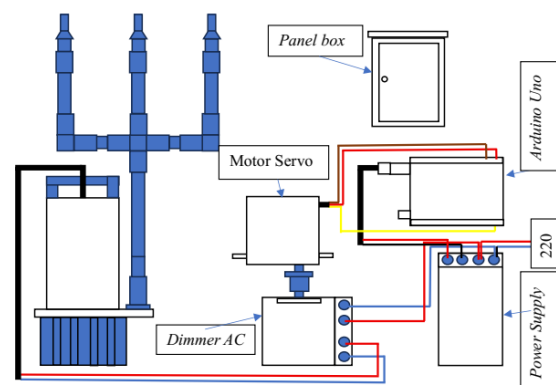 Panel box
Arduino Uno
Motor Servo
220
Dimmer AC
Power Supply